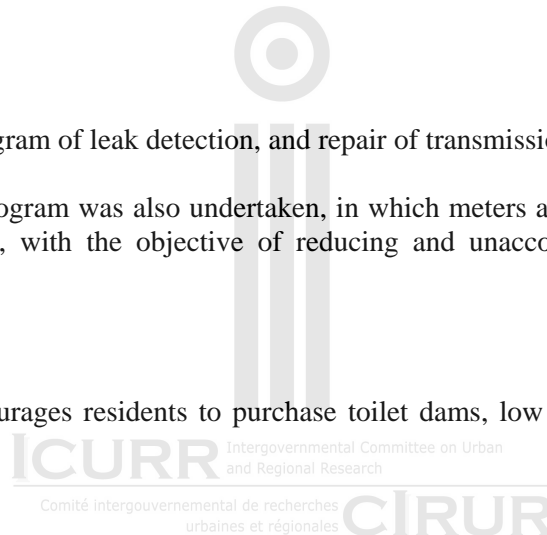 gram of leak detection, and repair of transmissi
ogram was also undertaken, in which meters a
, with the objective of reducing and unacco
urages residents to purchase toilet dams, low
ICURR Intergovernmental Committee on Urban
and Regional Research
Comité intergouvernemental de recherches
urbaines et régionales CIRUR